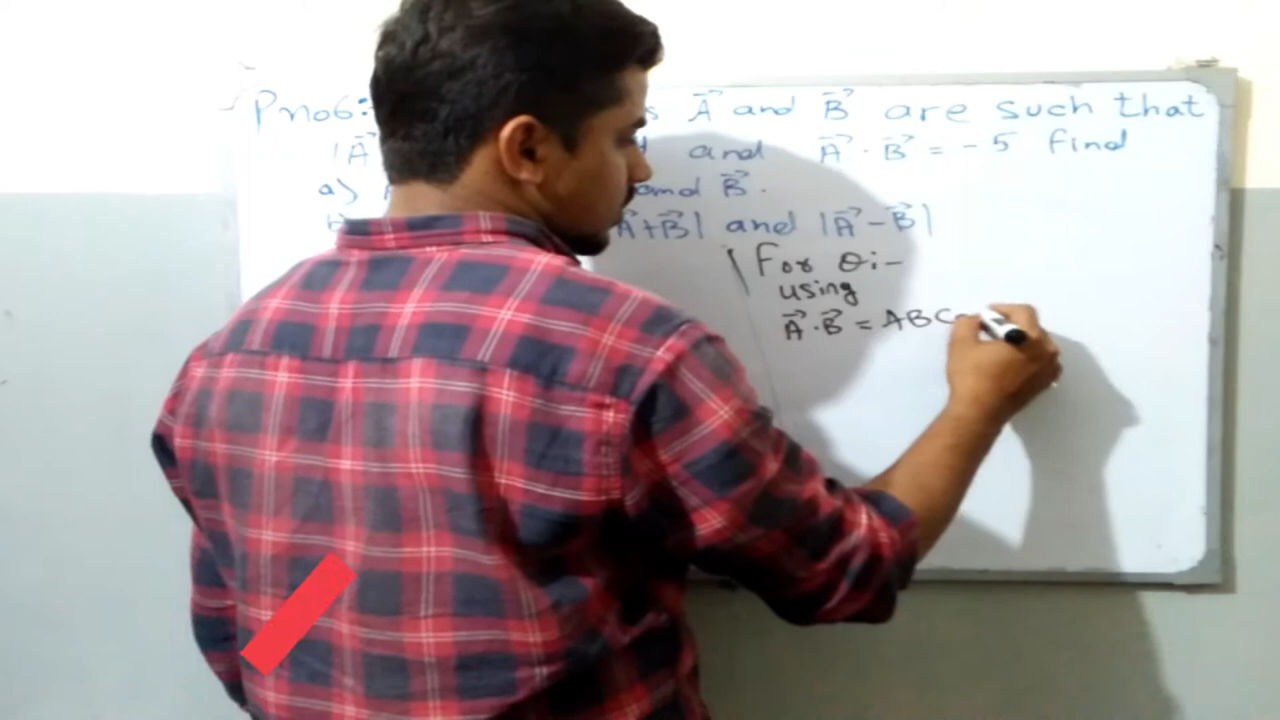 Pno6: A⃗ and B⃗ are such that
|A⃗ and A⃗ · B⃗ = -5 find
a) and B⃗.
A⃗+B⃗| and |A⃗-B⃗|
For θ:-
using
A⃗·B⃗ = ABC